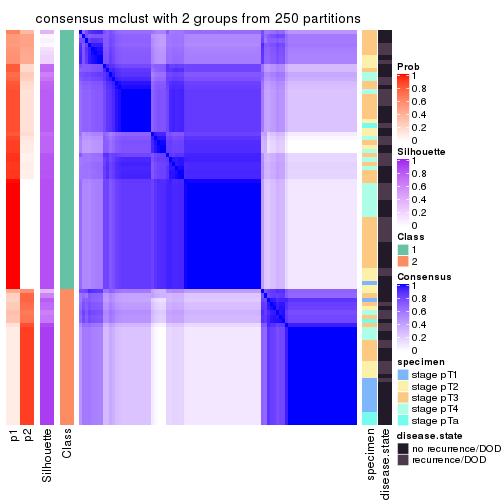 consensus mclust with 2 groups from 250 partitions
Prob
1
0.8
0.6
0.4
0.2
0
Silhouette
1
0.8
0.6
0.4
0.2
0
Class
1
2
Consensus
1
0.8
0.6
0.4
0.2
0
specimen
stage pT1
stage pT2
stage pT3
stage pT4
stage pTa
disease.state
no recurrence/DOD
recurrence/DOD
p1
p2
Silhouette
Class
specimen
disease.state